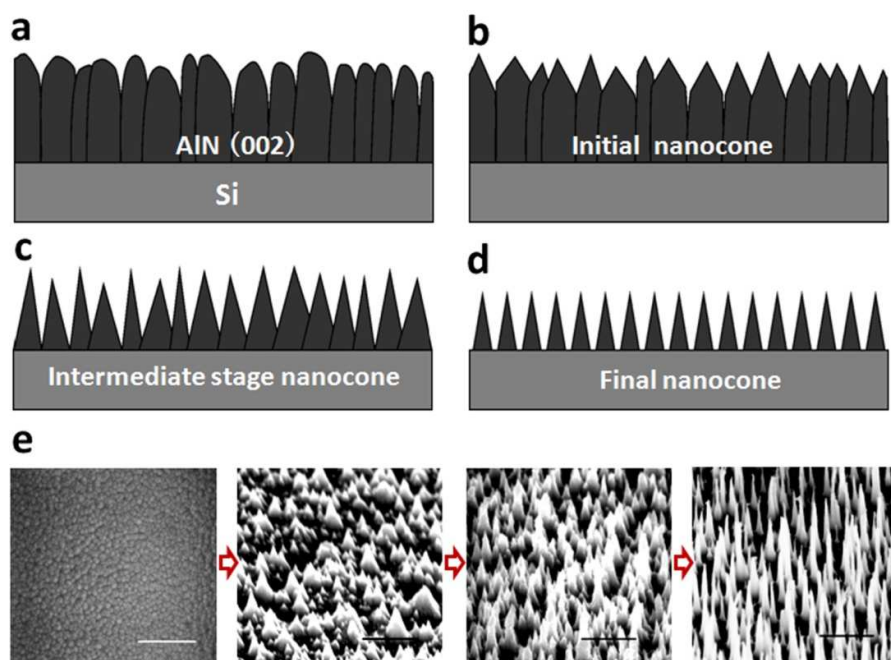 a
b
AlN (002)
Si
Initial nanocone
c
d
Intermediate stage nanocone
Final nanocone
e